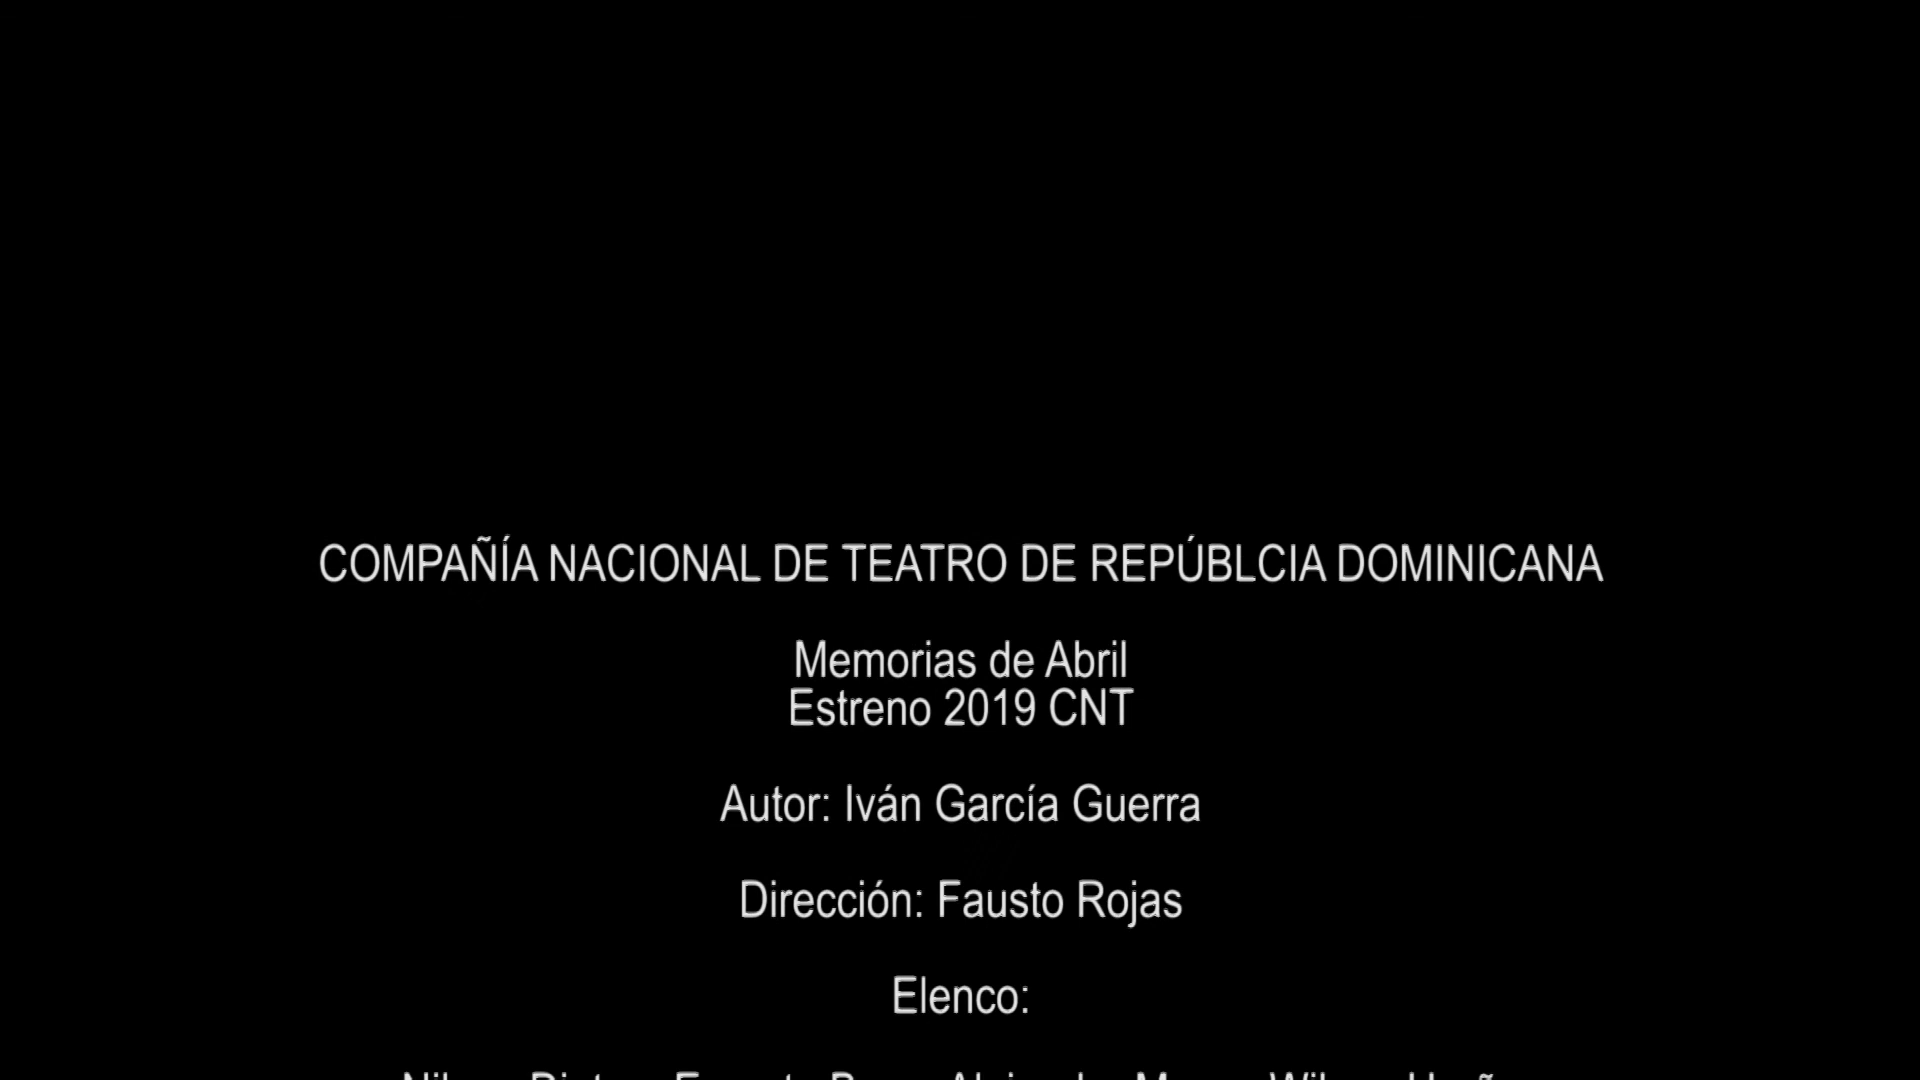 COMPAÑÍA NACIONAL DE TEATRO DE REPÚBLCIA DOMINICANA
Memorias de Abril
Estreno 2019 CNT
Autor: Iván García Guerra
Dirección: Fausto Rojas
Elenco: